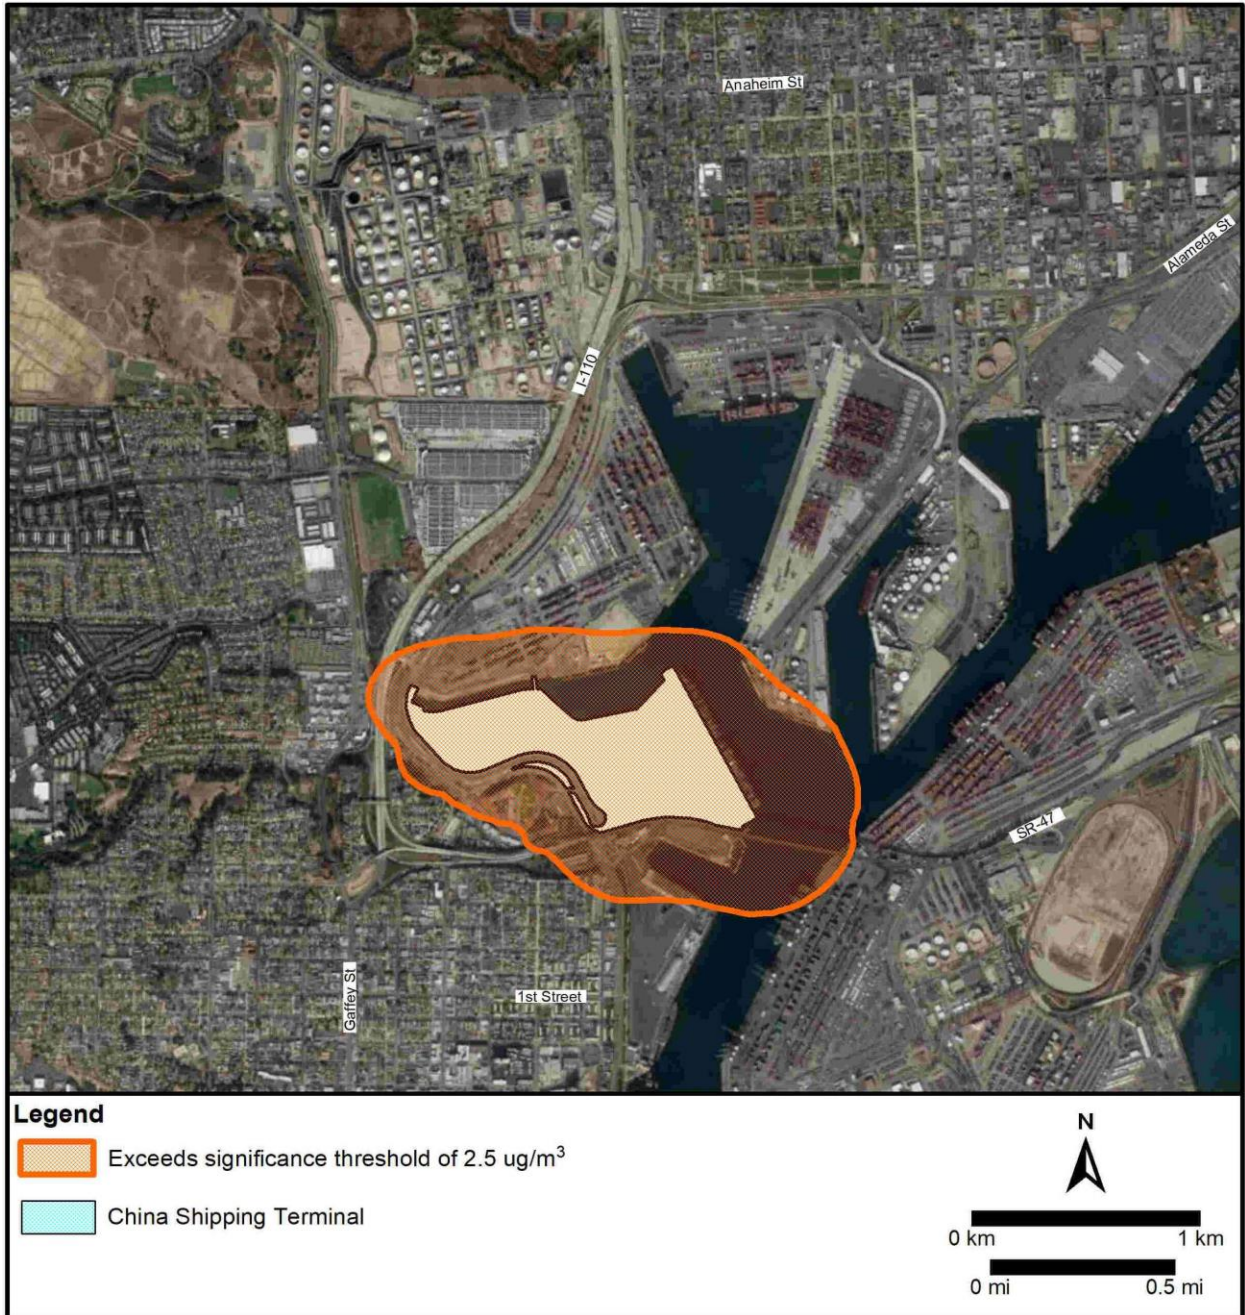 Anaheim St
Alameda St
I-110
SR-47
Gaffey St
1st Street
Legend
Exceeds significance threshold of 2.5 ug/m³
China Shipping Terminal
N
0 km 1 km
0 mi 0.5 mi